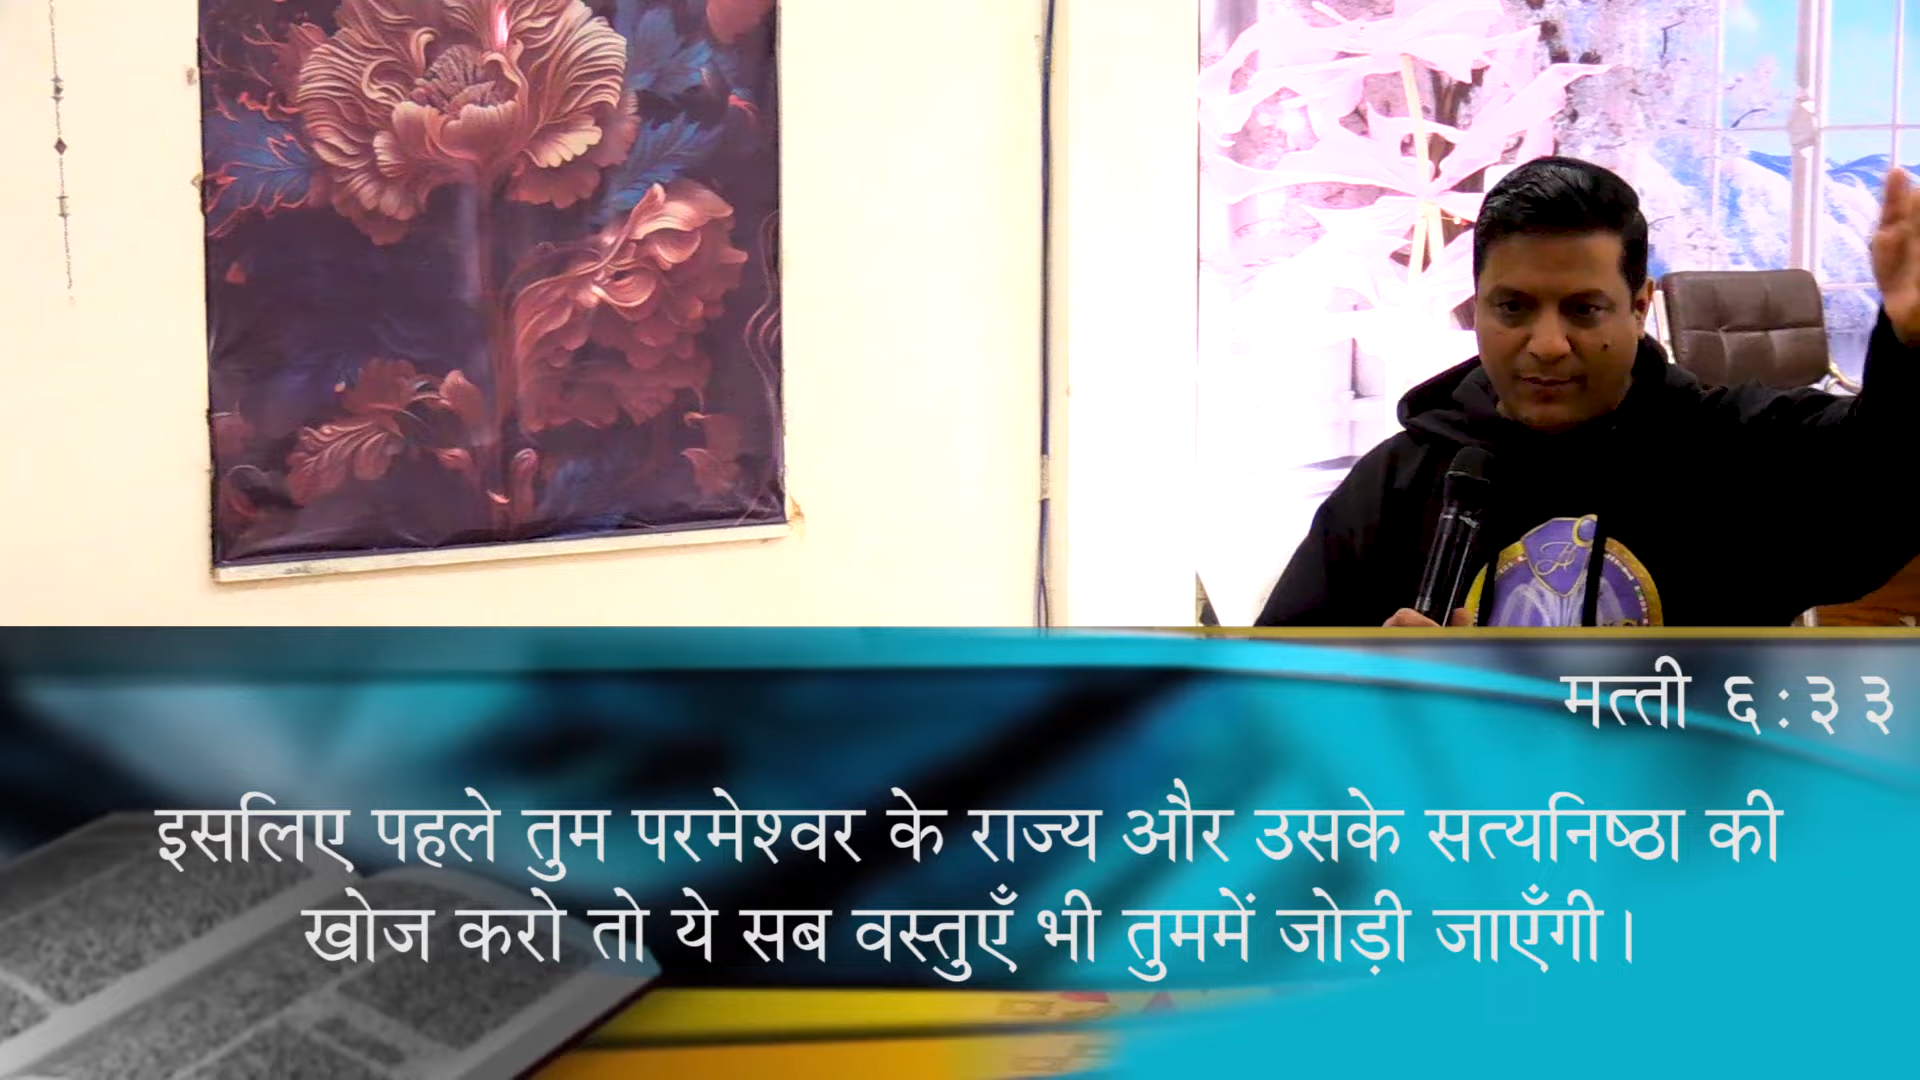 मत्ती ६:३३
इसलिए पहले तुम परमेश्वर के राज्य और उसके सत्यनिष्ठा की
खोज करो तो ये सब वस्तुएँ भी तुममें जोड़ी जाएँगी।